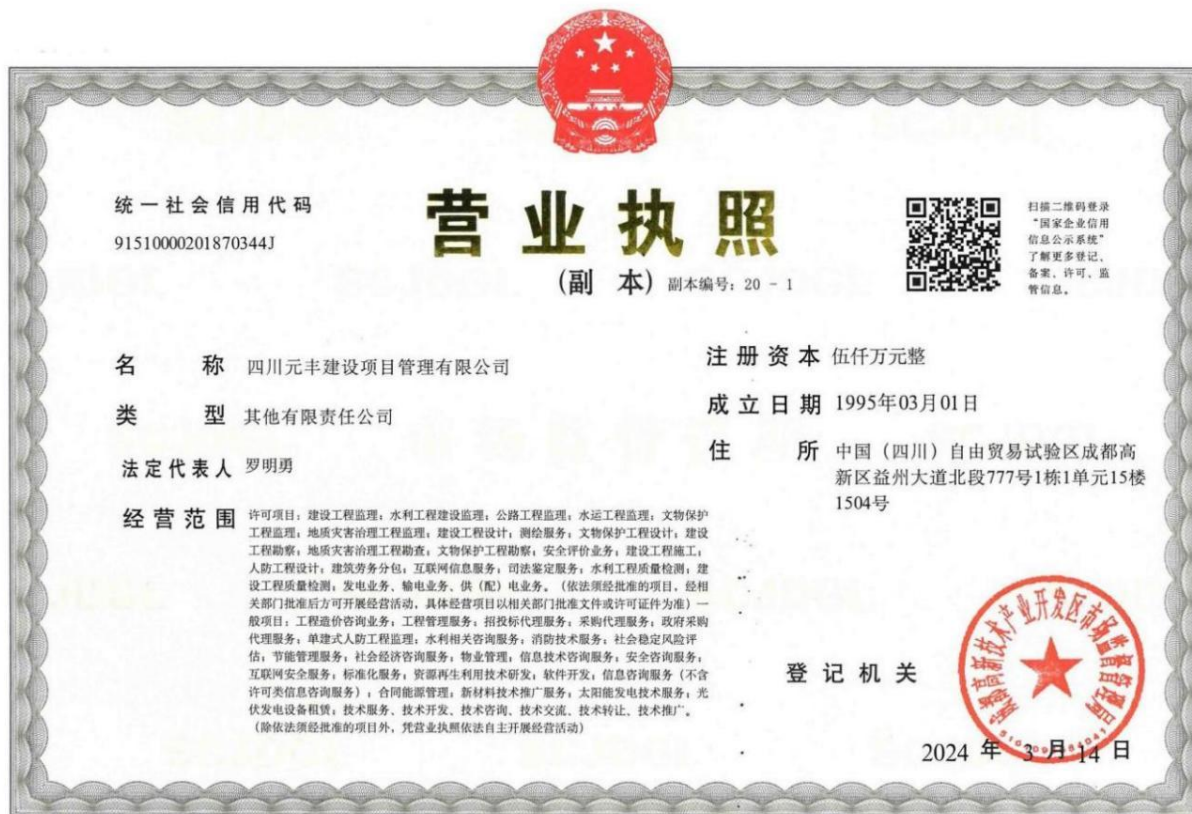 统一社会信用代码
91510000201870344J
营业执照
(副 本) 副本编号: 20 - 1
扫描二维码登录
“国家企业信用
信息公示系统”
了解更多登记、
备案、许可、监
管信息。
名 称 四川元丰建设项目管理有限公司
类 型 其他有限责任公司
法定代表人 罗明勇
注册资本 伍仟万元整
成立日期 1995年03月01日
住 所 中国（四川）自由贸易试验区成都高
新区益州大道北段777号1栋1单元15楼
1504号
经营范围 许可项目：建设工程监理；水利工程建设监理；公路工程监理；水运工程监理；文物保护
工程监理；地质灾害治理工程监理；建设工程设计；测绘服务；文物保护工程设计；建设
工程勘察；地质灾害治理工程勘查；文物保护工程勘察；安全评价业务；建设工程施工；
人防工程设计；建筑劳务分包；互联网信息服务；司法鉴定服务；水利工程质量检测；建
设工程质量检测；发电业务、输电业务、供（配）电业务。（依法须经批准的项目，经相
关部门批准后方可开展经营活动，具体经营项目以相关部门批准文件或许可证件为准）一
般项目：工程造价咨询业务；工程管理服务；招投标代理服务；采购代理服务；政府采购
代理服务；单建式人防工程监理；水利相关咨询服务；消防技术服务；社会稳定风险评
估；节能管理服务；社会经济咨询服务；物业管理；信息技术咨询服务；安全咨询服务；
互联网安全服务；标准化服务；资源再生利用技术研发；软件开发；信息咨询服务（不含
许可类信息咨询服务）；合同能源管理；新材料技术推广服务；太阳能发电技术服务；光
伏发电设备租赁；技术服务、技术开发、技术咨询、技术交流、技术转让、技术推广。
（除依法须经批准的项目外，凭营业执照依法自主开展经营活动）
登记机关
成都高新技术产业开发区市场监督管理局
2024 年 3 月 14 日